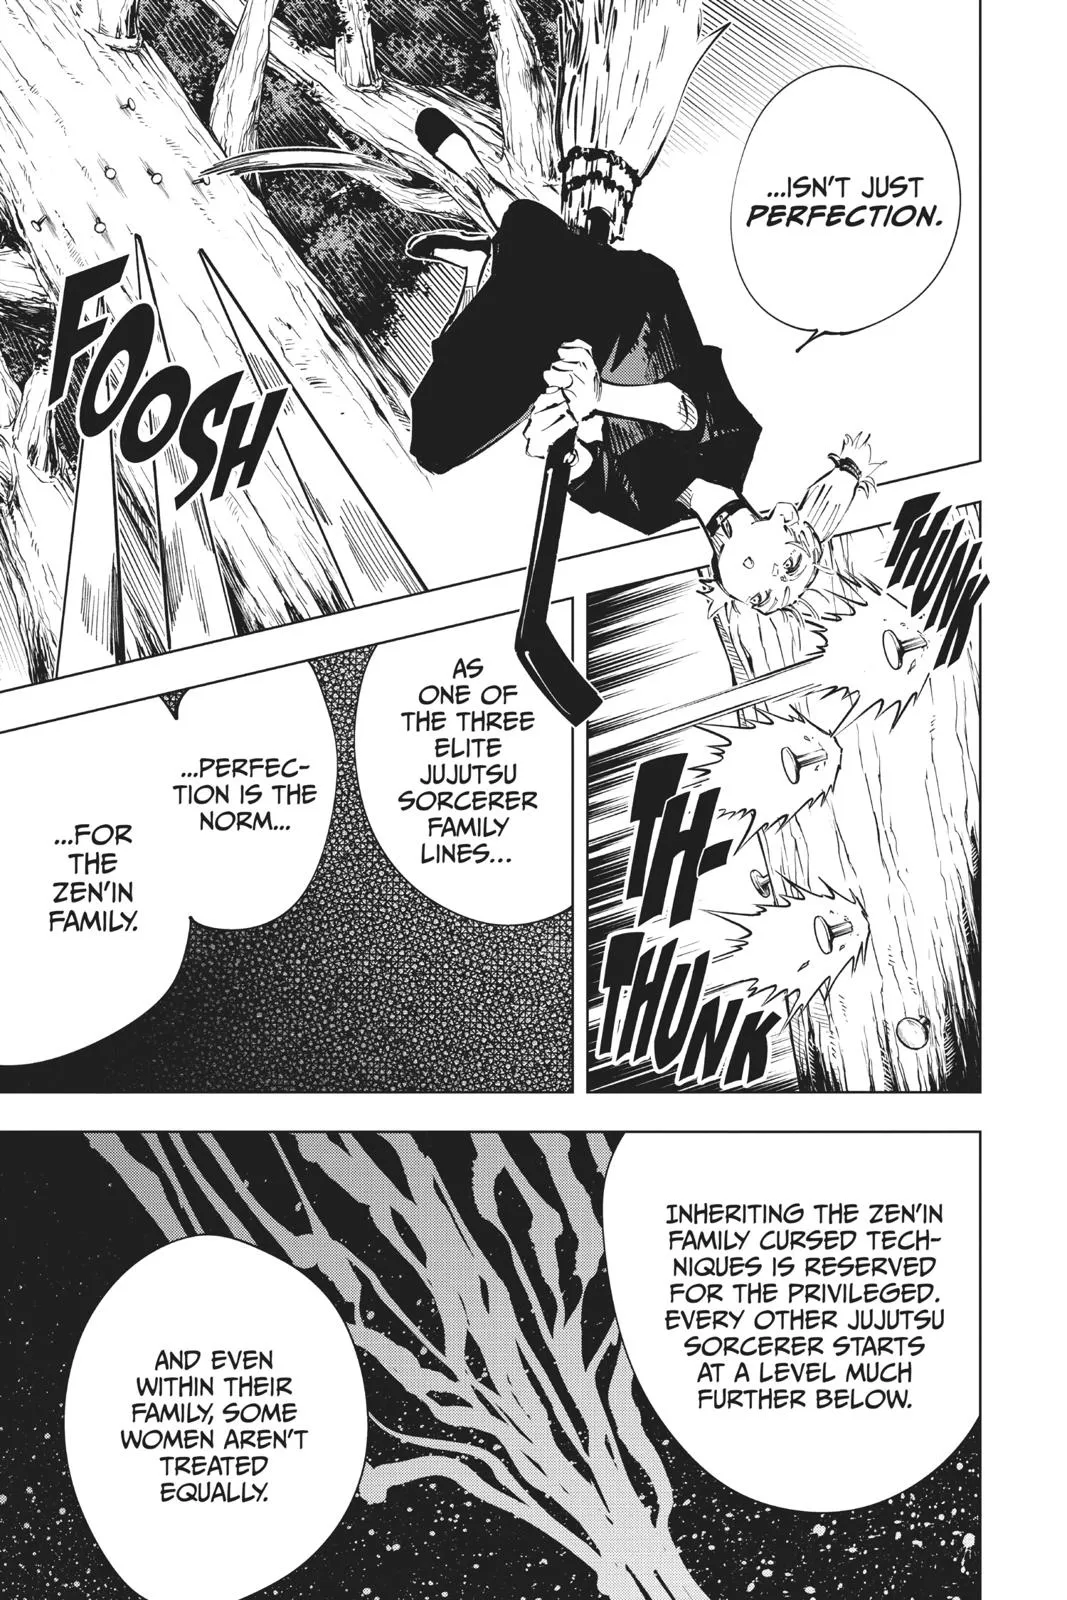 ...ISN'T JUST
PERFECTION.
FOOSH
THUNK
TH-
THUNK
AS
ONE OF
THE THREE
ELITE
JUJUTSU
SORCERER
FAMILY
LINES...
...PERFEC-
TION IS THE
NORM...
...FOR
THE
ZEN'IN
FAMILY.
INHERITING THE ZEN'IN
FAMILY CURSED TECH-
NIQUES IS RESERVED
FOR THE PRIVILEGED.
EVERY OTHER JUJUTSU
SORCERER STARTS
AT A LEVEL MUCH
FURTHER BELOW.
AND EVEN
WITHIN THEIR
FAMILY, SOME
WOMEN AREN'T
TREATED
EQUALLY.